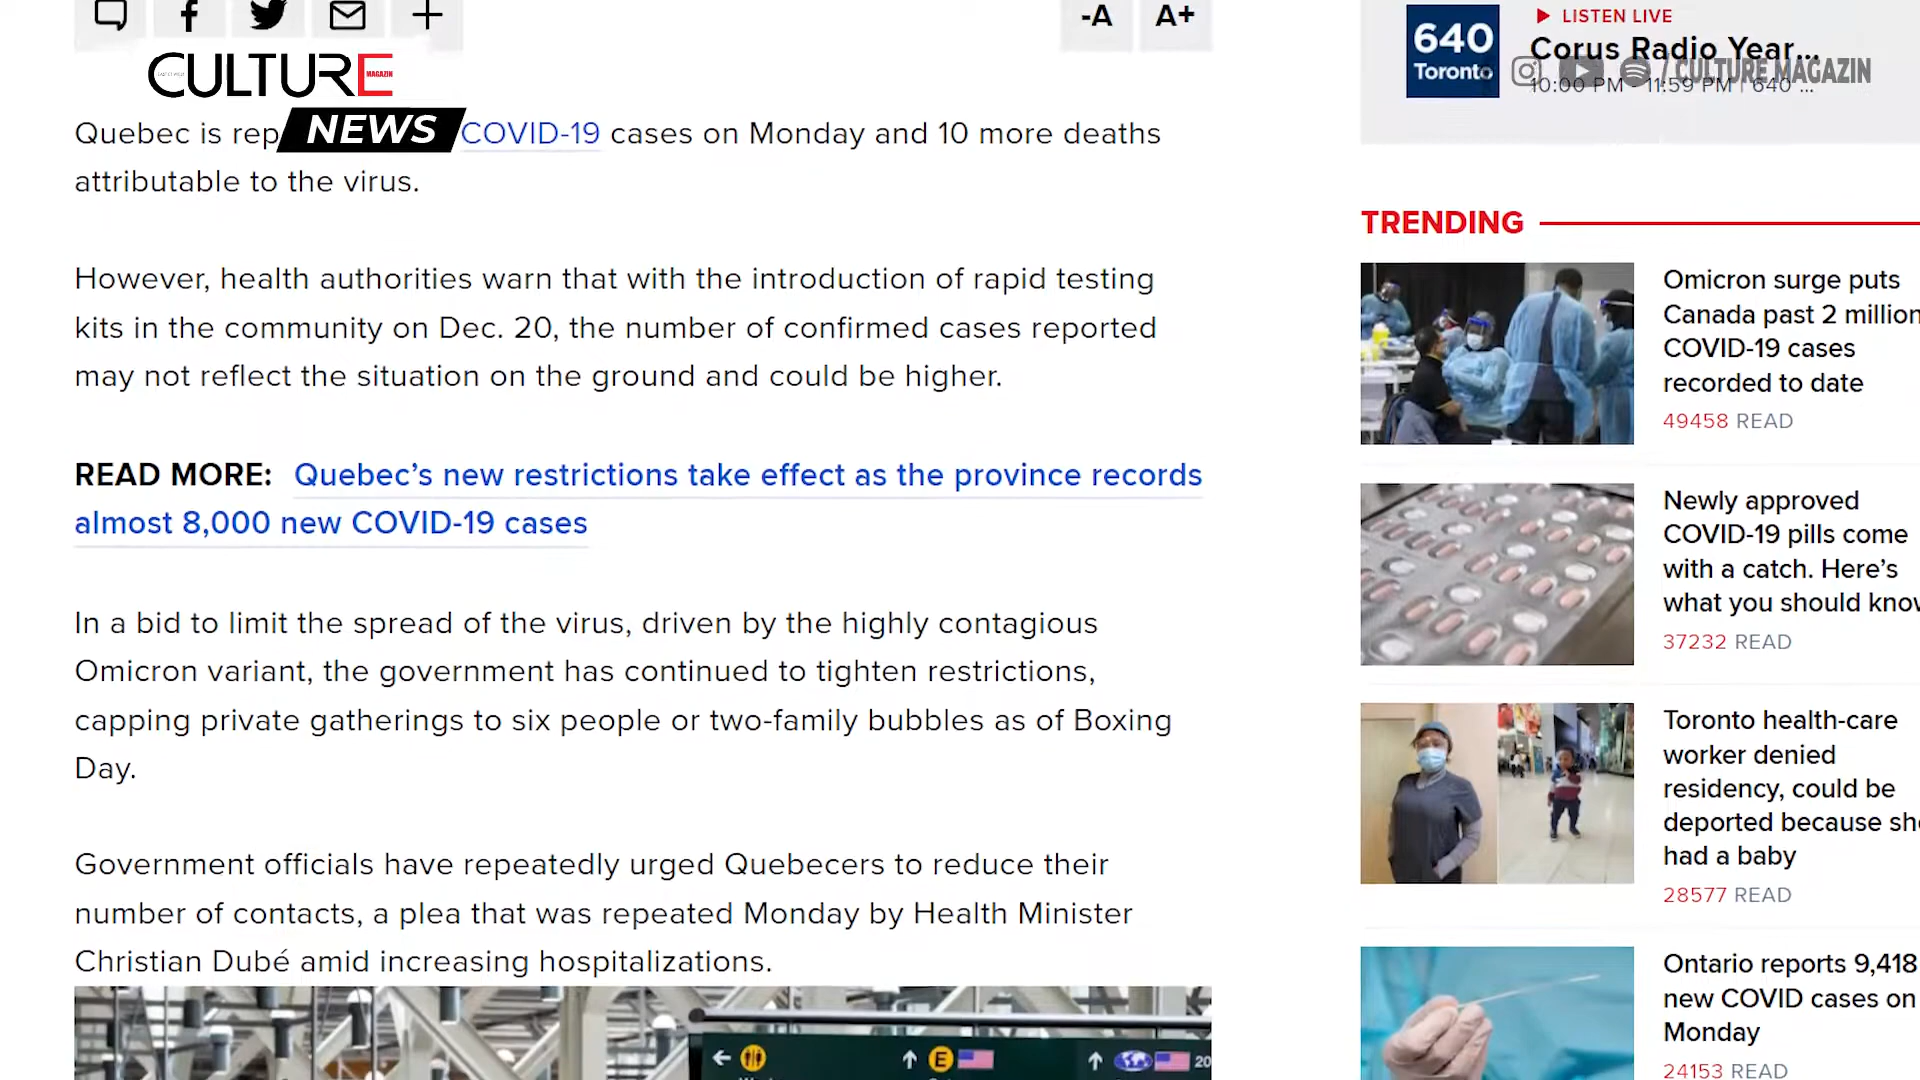 -A
A+
CULTURE
MAGAZIN
NEWS
Quebec is rep
COVID-19 cases on Monday and 10 more deaths
attributable to the virus.
However, health authorities warn that with the introduction of rapid testing
kits in the community on Dec. 20, the number of confirmed cases reported
may not reflect the situation on the ground and could be higher.
READ MORE: Quebec’s new restrictions take effect as the province records
almost 8,000 new COVID-19 cases
In a bid to limit the spread of the virus, driven by the highly contagious
Omicron variant, the government has continued to tighten restrictions,
capping private gatherings to six people or two-family bubbles as of Boxing
Day.
Government officials have repeatedly urged Quebecers to reduce their
number of contacts, a plea that was repeated Monday by Health Minister
Christian Dubé amid increasing hospitalizations.
E
20
640
Toronto
LISTEN LIVE
Corus Radio Year...
/ CULTURE MAGAZIN
10:00 PM - 11:59 PM | 640 ...
TRENDING
Omicron surge puts
Canada past 2 million
COVID-19 cases
recorded to date
49458 READ
Newly approved
COVID-19 pills come
with a catch. Here’s
what you should know
37232 READ
Toronto health-care
worker denied
residency, could be
deported because she
had a baby
28577 READ
Ontario reports 9,418
new COVID cases on
Monday
24153 READ